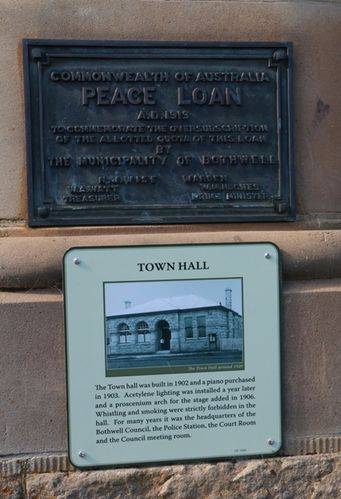 COMMONWEALTH OF AUSTRALIA
PEACE LOAN
A.D. 1919
TO COMMEMORATE THE OVERSUBSCRIPTION
OF THE ALLOTTED QUOTA OF THIS LOAN
BY
THE MUNICIPALITY OF BOTHWELL
WARDEN
W.A. WATT W.M. HUGHES
TREASURER PRIME MINISTER
TOWN HALL
The Town Hall around 1920
The Town hall was built in 1902 and a piano purchased
in 1903. Acetylene lighting was installed a year later
and a proscenium arch for the stage added in 1906.
Whistling and smoking were strictly forbidden in the
hall. For many years it was the headquarters of the
Bothwell Council, the Police Station, the Court Room
and the Council meeting room.